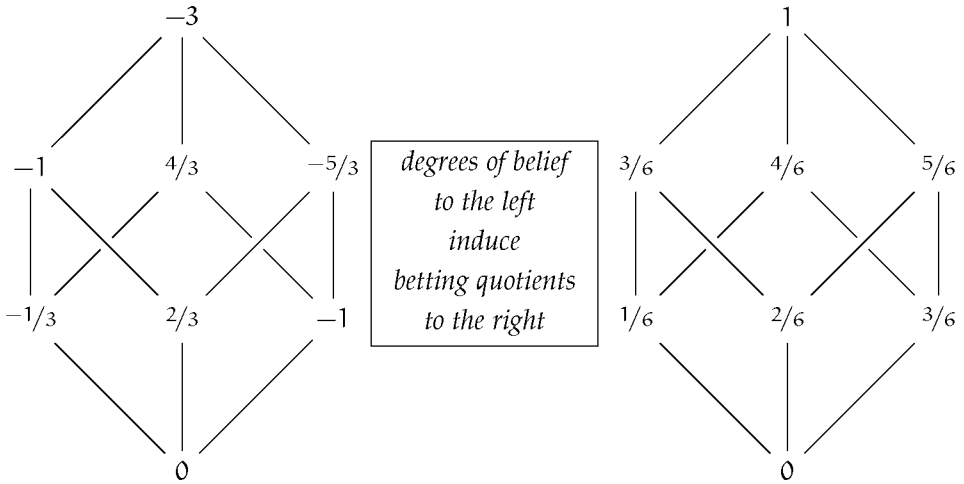 −3
−1 4/3 −5/3
−1/3 2/3 −1
0
degrees of belief
to the left
induce
betting quotients
to the right
1
3/6 4/6 5/6
1/6 2/6 3/6
0